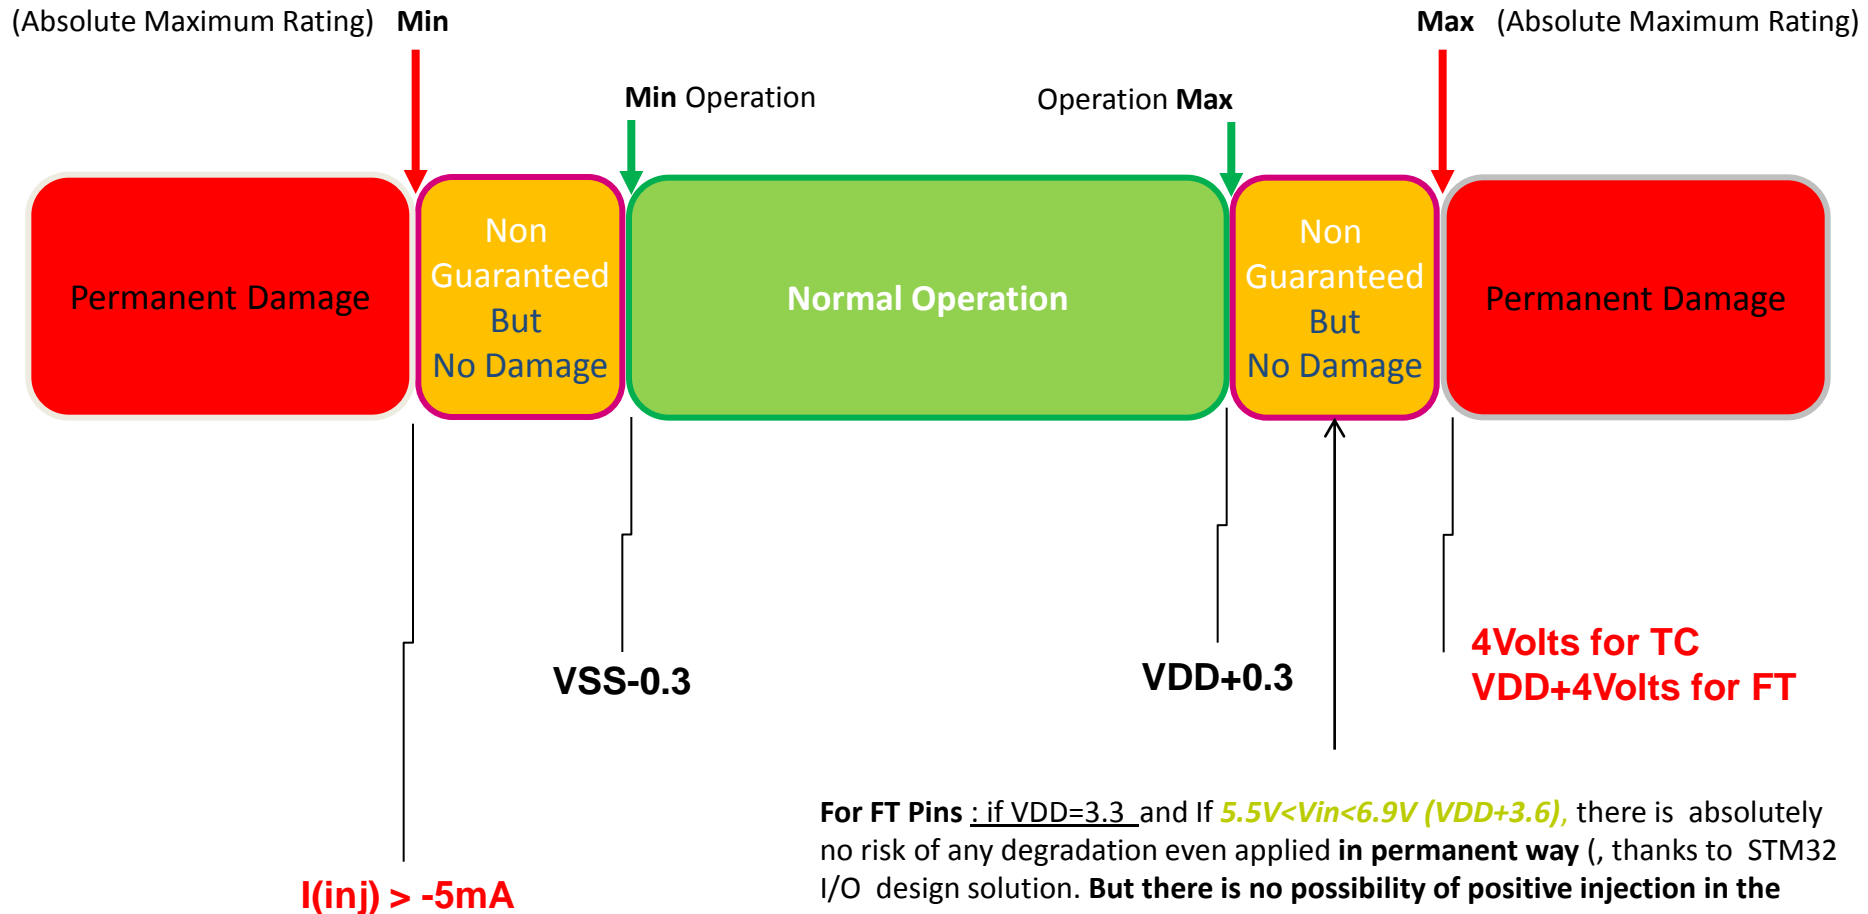 (Absolute Maximum Rating) Min
Max (Absolute Maximum Rating)
Min Operation
Operation Max
Permanent Damage
Non
Guaranteed
But
No Damage
Normal Operation
Non
Guaranteed
But
No Damage
Permanent Damage
4Volts for TC
VDD+4Volts for FT
VSS-0.3
VDD+0.3
For FT Pins : if VDD=3.3 and If 5.5V<Vin<6.9V (VDD+3.6), there is absolutely
no risk of any degradation even applied in permanent way (, thanks to STM32
I/O design solution. But there is no possibility of positive injection in the
I(inj) > -5mA